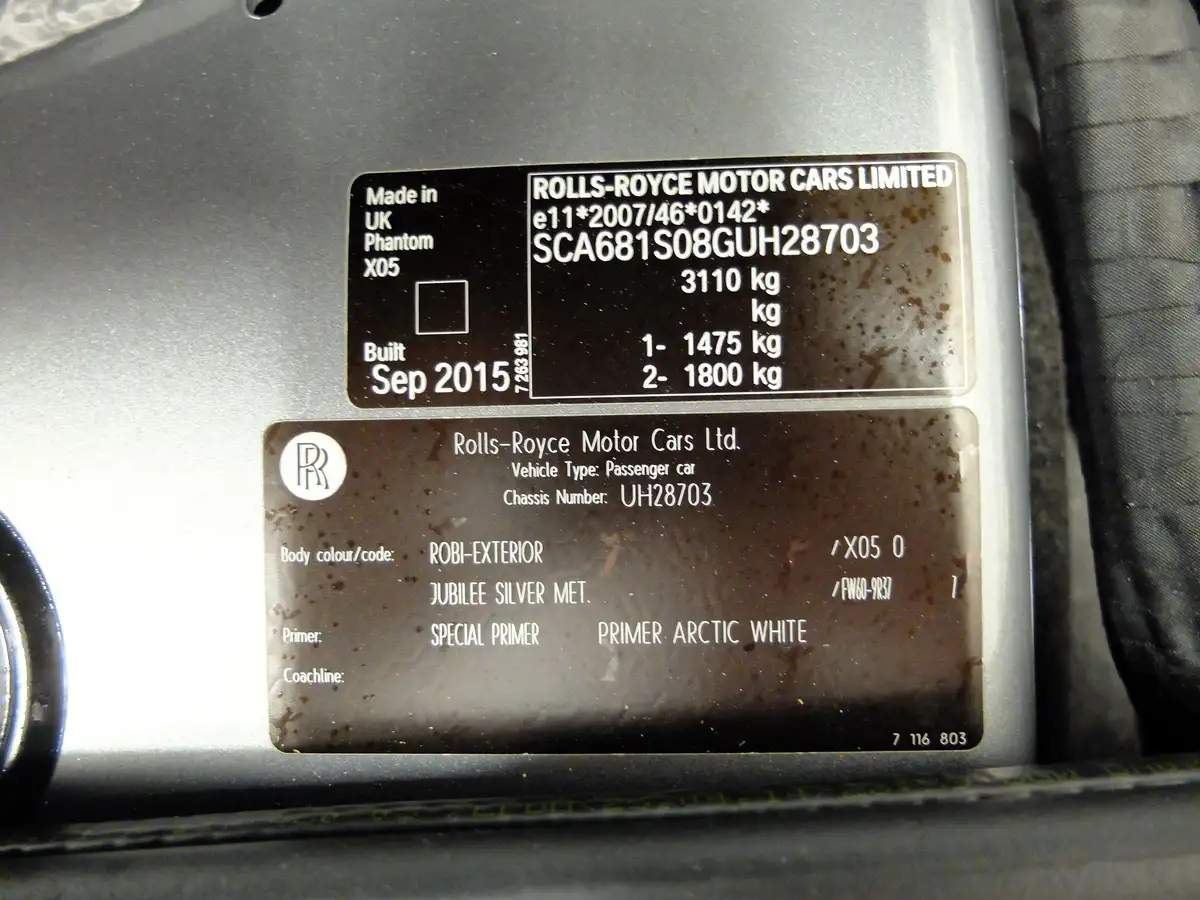 Made in
UK
Phantom
X05
Built
Sep 2015
7 263 981
ROLLS-ROYCE MOTOR CARS LIMITED
e11*2007/46*0142*
SCA681S08GUH28703
3110 kg
kg
1- 1475 kg
2- 1800 kg
RR
Rolls-Royce Motor Cars Ltd.
Vehicle Type: Passenger car
Chassis Number: UH28703
Body colour/code: ROBI-EXTERIOR /X05 0
JUBILEE SILVER MET. /FW60-9R37 1
Primer: SPECIAL PRIMER PRIMER ARCTIC WHITE
Coachline:
7 116 803